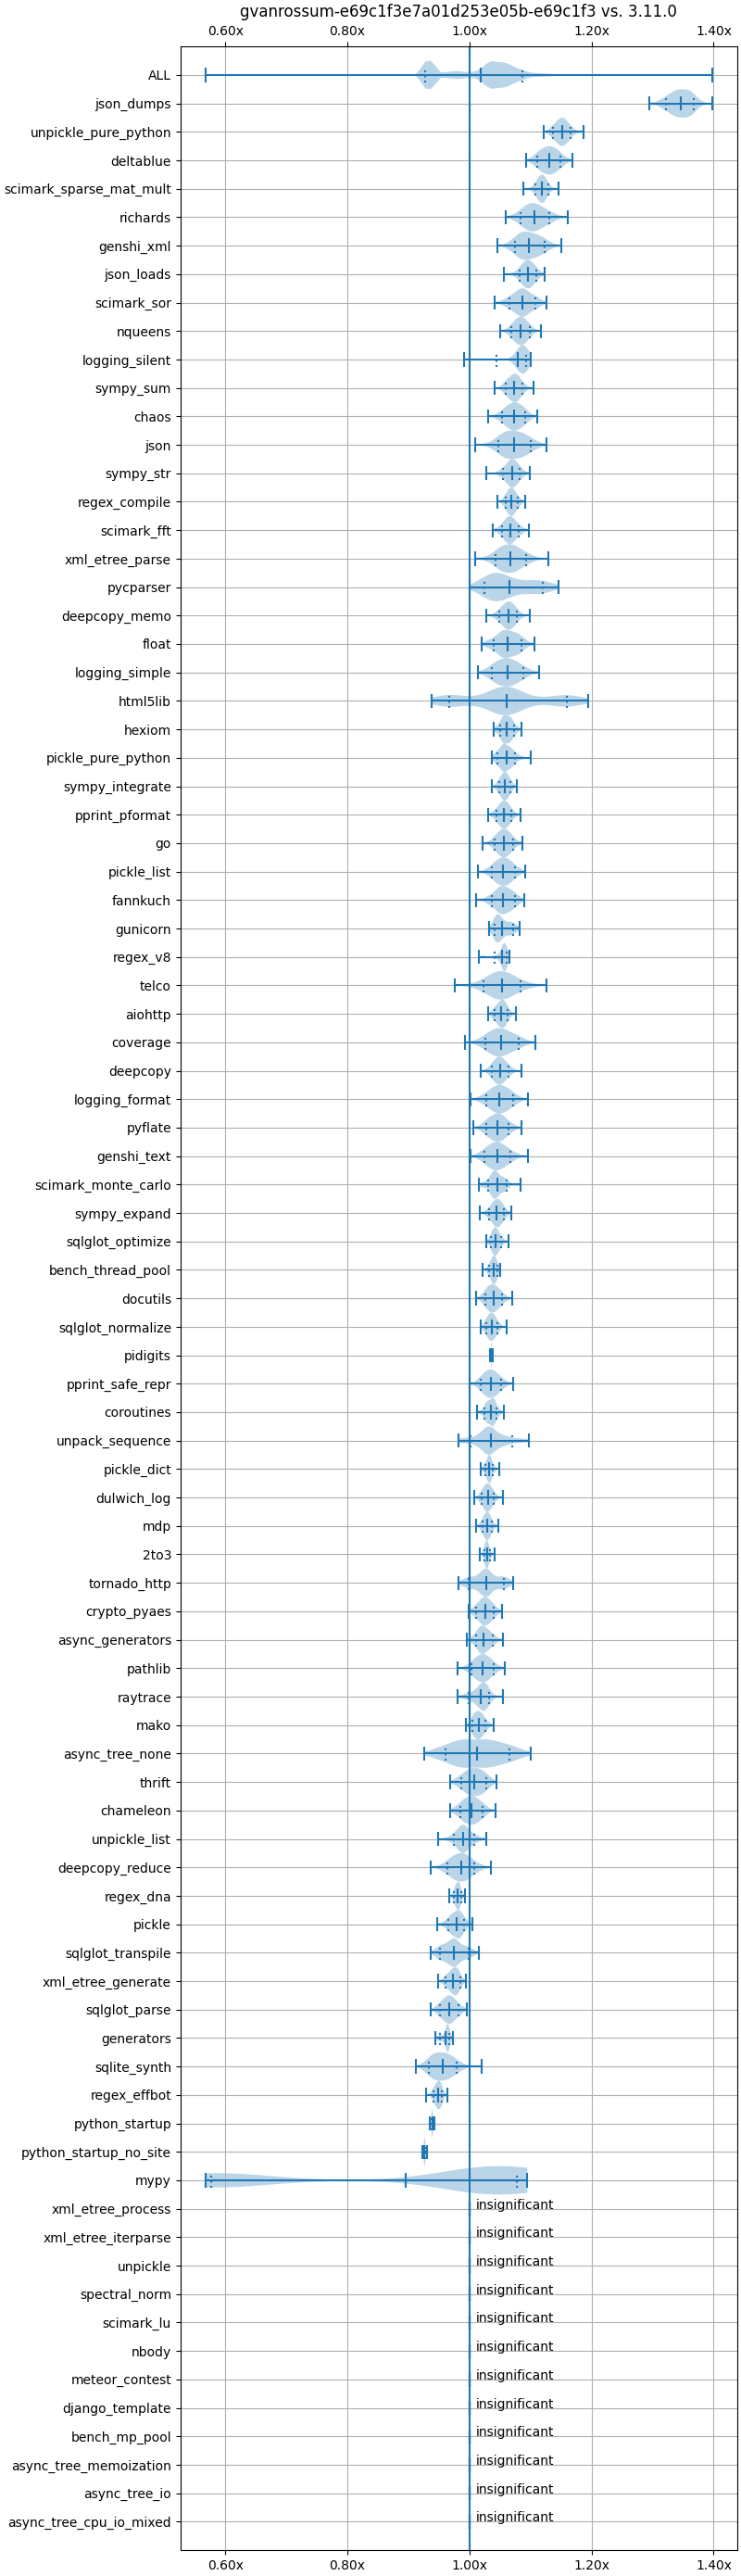 gvanrossum-e69c1f3e7a01d253e05b-e69c1f3 vs. 3.11.0
0.60x 0.80x 1.00x 1.20x 1.40x
ALL
json_dumps
unpickle_pure_python
deltablue
scimark_sparse_mat_mult
richards
genshi_xml
json_loads
scimark_sor
nqueens
logging_silent
sympy_sum
chaos
json
sympy_str
regex_compile
scimark_fft
xml_etree_parse
pycparser
deepcopy_memo
float
logging_simple
html5lib
hexiom
pickle_pure_python
sympy_integrate
pprint_pformat
go
pickle_list
fannkuch
gunicorn
regex_v8
telco
aiohttp
coverage
deepcopy
logging_format
pyflate
genshi_text
scimark_monte_carlo
sympy_expand
sqlglot_optimize
bench_thread_pool
docutils
sqlglot_normalize
pidigits
pprint_safe_repr
coroutines
unpack_sequence
pickle_dict
dulwich_log
mdp
2to3
tornado_http
crypto_pyaes
async_generators
pathlib
raytrace
mako
async_tree_none
thrift
chameleon
unpickle_list
deepcopy_reduce
regex_dna
pickle
sqlglot_transpile
xml_etree_generate
sqlglot_parse
generators
sqlite_synth
regex_effbot
python_startup
python_startup_no_site
mypy
xml_etree_process insignificant
xml_etree_iterparse insignificant
unpickle insignificant
spectral_norm insignificant
scimark_lu insignificant
nbody insignificant
meteor_contest insignificant
django_template insignificant
bench_mp_pool insignificant
async_tree_memoization insignificant
async_tree_io insignificant
async_tree_cpu_io_mixed insignificant
0.60x 0.80x 1.00x 1.20x 1.40x